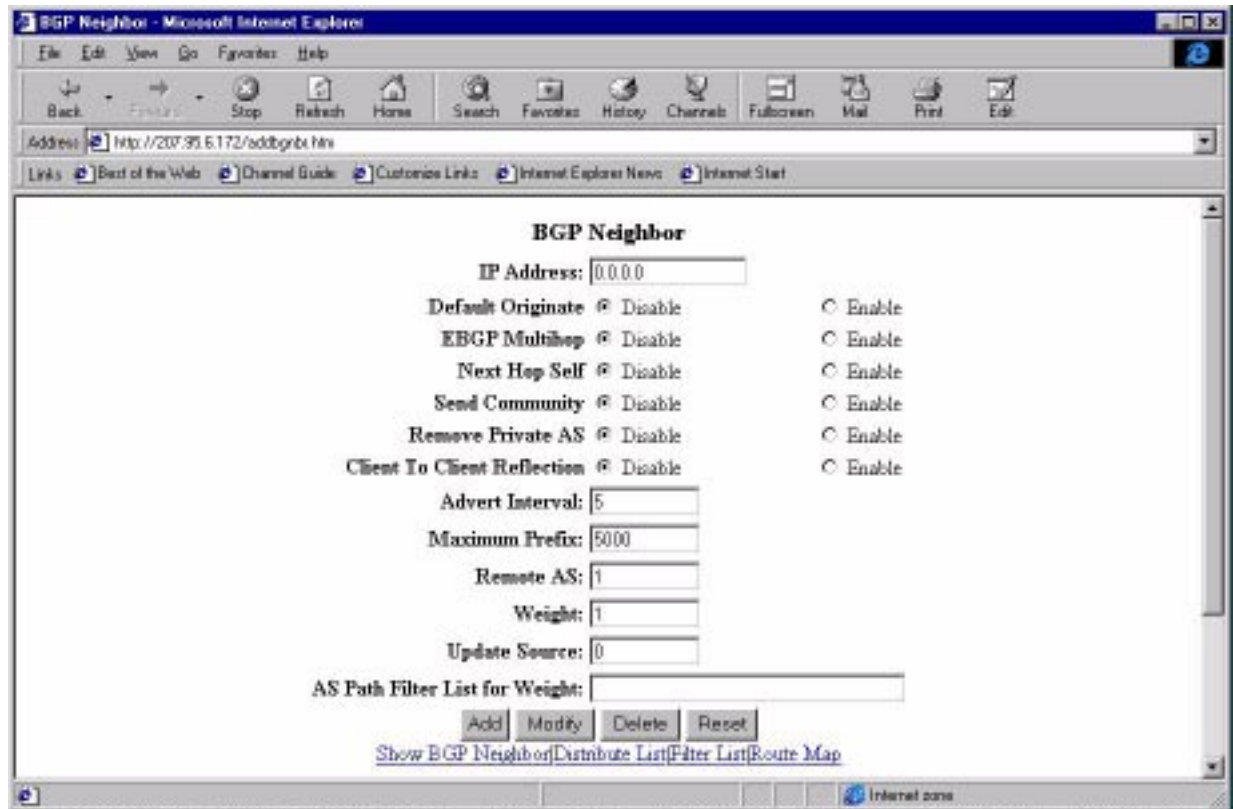 BGP Neighbor - Microsoft Internet Explorer
File Edit View Go Favorites Help
Back Forward Stop Refresh Home Search Favorites History Channels Fullscreen Mail Print Edit
Address http://207.95.6.172/addbgnbr.htm
Links Best of the Web Channel Guide Customize Links Internet Explorer News Internet Start
BGP Neighbor
IP Address: 0.0.0.0
Default Originate Disable Enable
EBGP Multihop Disable Enable
Next Hop Self Disable Enable
Send Community Disable Enable
Remove Private AS Disable Enable
Client To Client Reflection Disable Enable
Advert Interval: 5
Maximum Prefix: 5000
Remote AS: 1
Weight: 1
Update Source: 0
AS Path Filter List for Weight:
Add Modify Delete Reset
Show BGP Neighbor|Distribute List|Filter List|Route Map
Internet zone